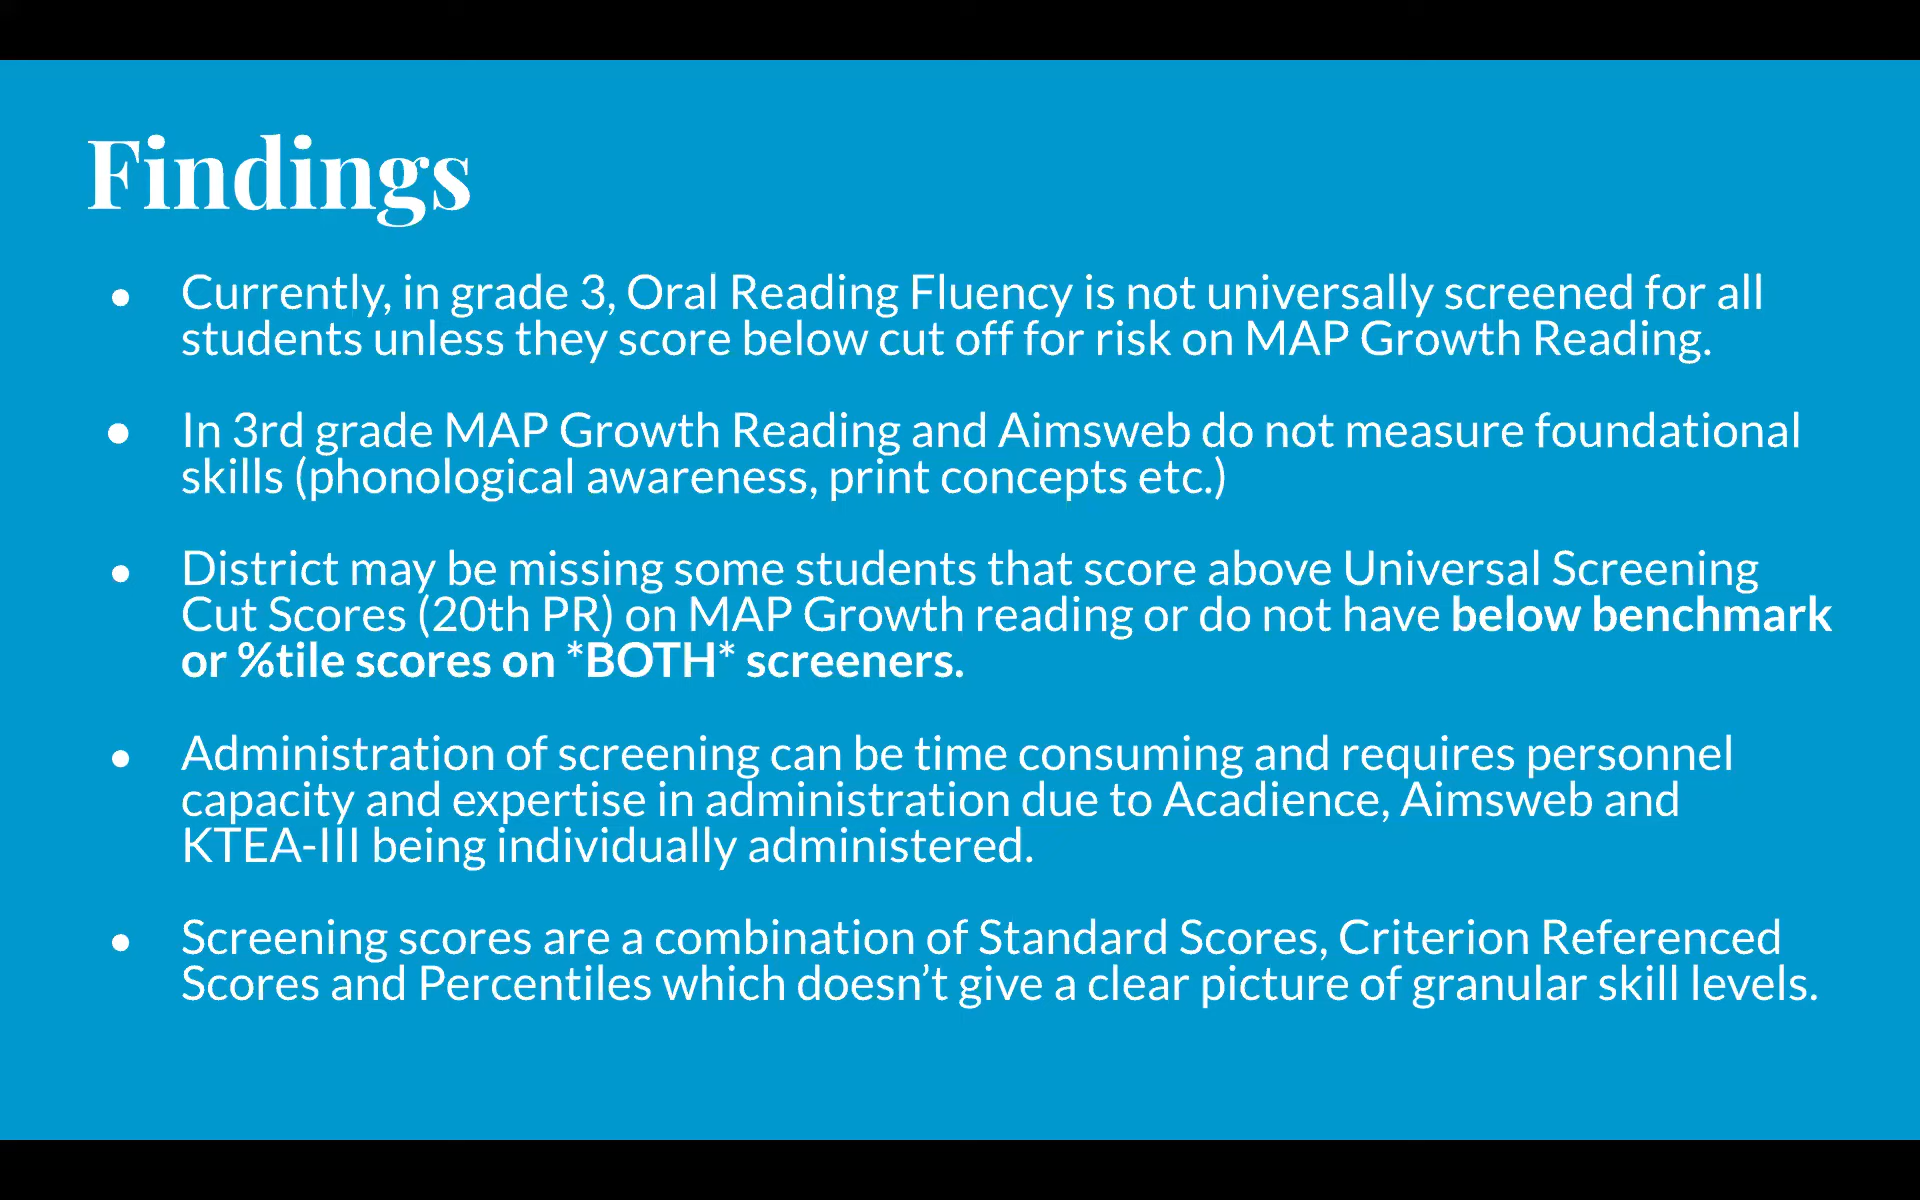 Findings
● Currently, in grade 3, Oral Reading Fluency is not universally screened for all
students unless they score below cut off for risk on MAP Growth Reading.
● In 3rd grade MAP Growth Reading and Aimsweb do not measure foundational
skills (phonological awareness, print concepts etc.)
● District may be missing some students that score above Universal Screening
Cut Scores (20th PR) on MAP Growth reading or do not have below benchmark
or %tile scores on *BOTH* screeners.
● Administration of screening can be time consuming and requires personnel
capacity and expertise in administration due to Acadience, Aimsweb and
KTEA-III being individually administered.
● Screening scores are a combination of Standard Scores, Criterion Referenced
Scores and Percentiles which doesn’t give a clear picture of granular skill levels.